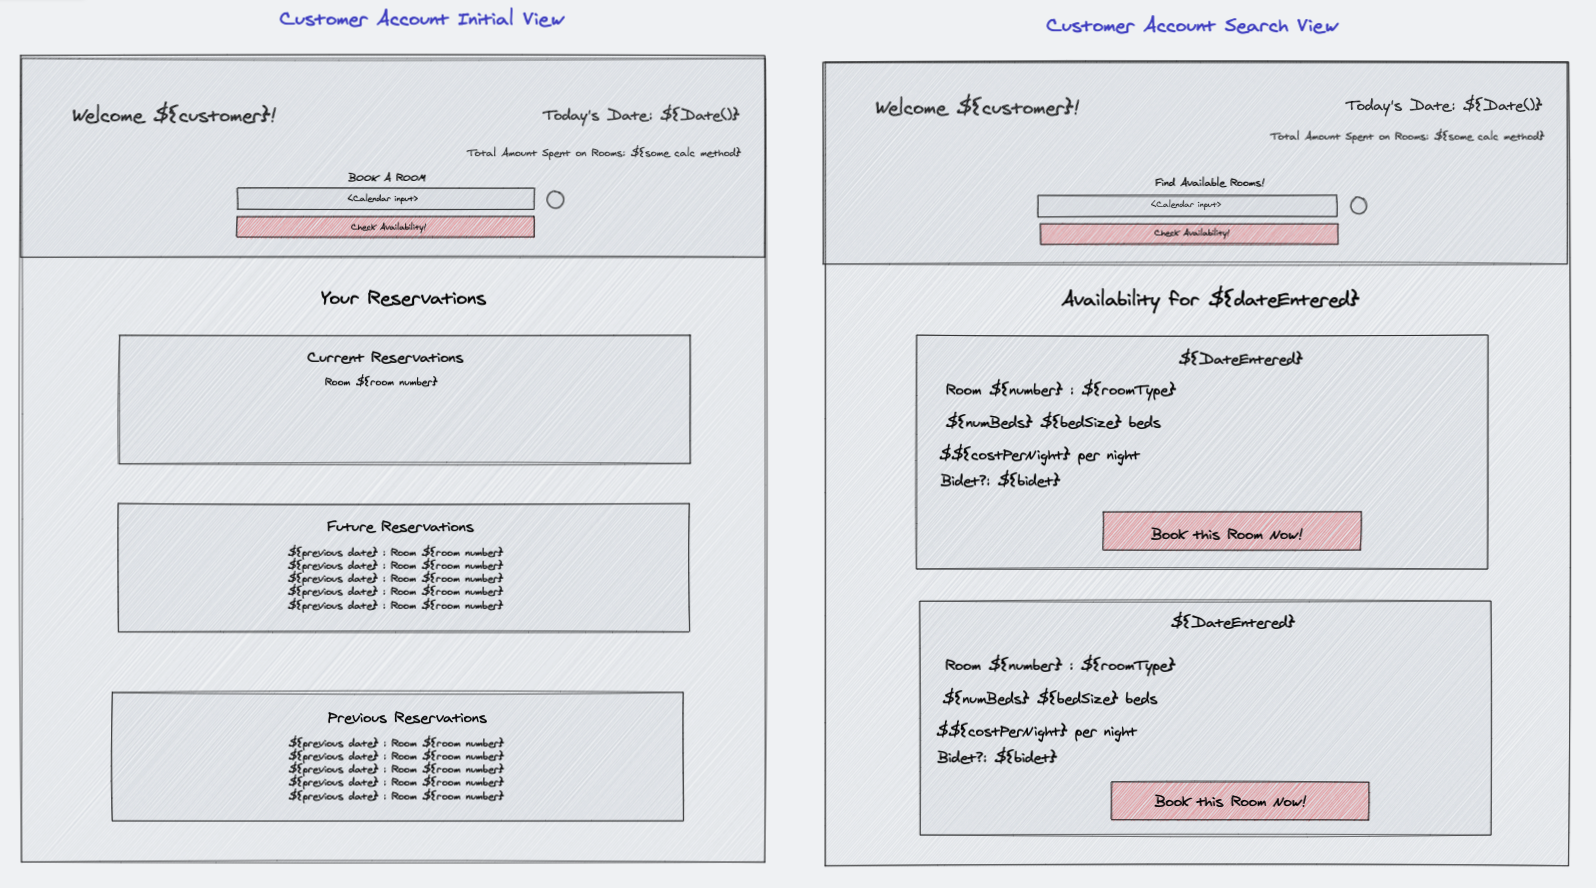 Customer Account Initial View
Welcome ${customer}!
Today's Date: ${Date()}
Total Amount Spent on Rooms: ${some calc method}
Book A Room
<Calendar input>
Check Availability!
Your Reservations
Current Reservations
Room ${room number}
Future Reservations
${previous date} : Room ${room number}
${previous date} : Room ${room number}
${previous date} : Room ${room number}
${previous date} : Room ${room number}
${previous date} : Room ${room number}
Previous Reservations
${previous date} : Room ${room number}
${previous date} : Room ${room number}
${previous date} : Room ${room number}
${previous date} : Room ${room number}
${previous date} : Room ${room number}
Customer Account Search View
Welcome ${customer}!
Today's Date: ${Date()}
Total Amount Spent on Rooms: ${some calc method}
Find Available Rooms!
<Calendar input>
Check Availability!
Availability for ${dateEntered}
${DateEntered}
Room ${number} : ${roomType}
${numBeds} ${bedSize} beds
$${costPerNight} per night
Bidet?: ${bidet}
Book this Room Now!
${DateEntered}
Room ${number} : ${roomType}
${numBeds} ${bedSize} beds
$${costPerNight} per night
Bidet?: ${bidet}
Book this Room Now!